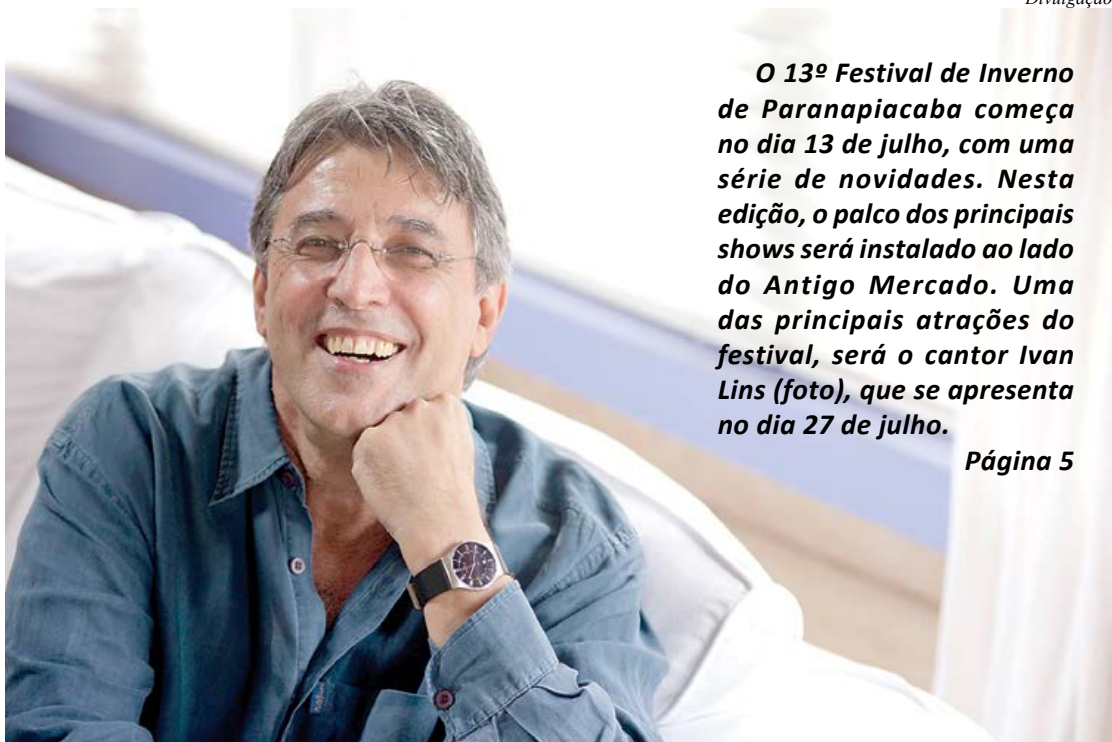 Divulgação
O 13º Festival de Inverno
de Paranapiacaba começa
no dia 13 de julho, com uma
série de novidades. Nesta
edição, o palco dos principais
shows será instalado ao lado
do Antigo Mercado. Uma
das principais atrações do
festival, será o cantor Ivan
Lins (foto), que se apresenta
no dia 27 de julho.
Página 5